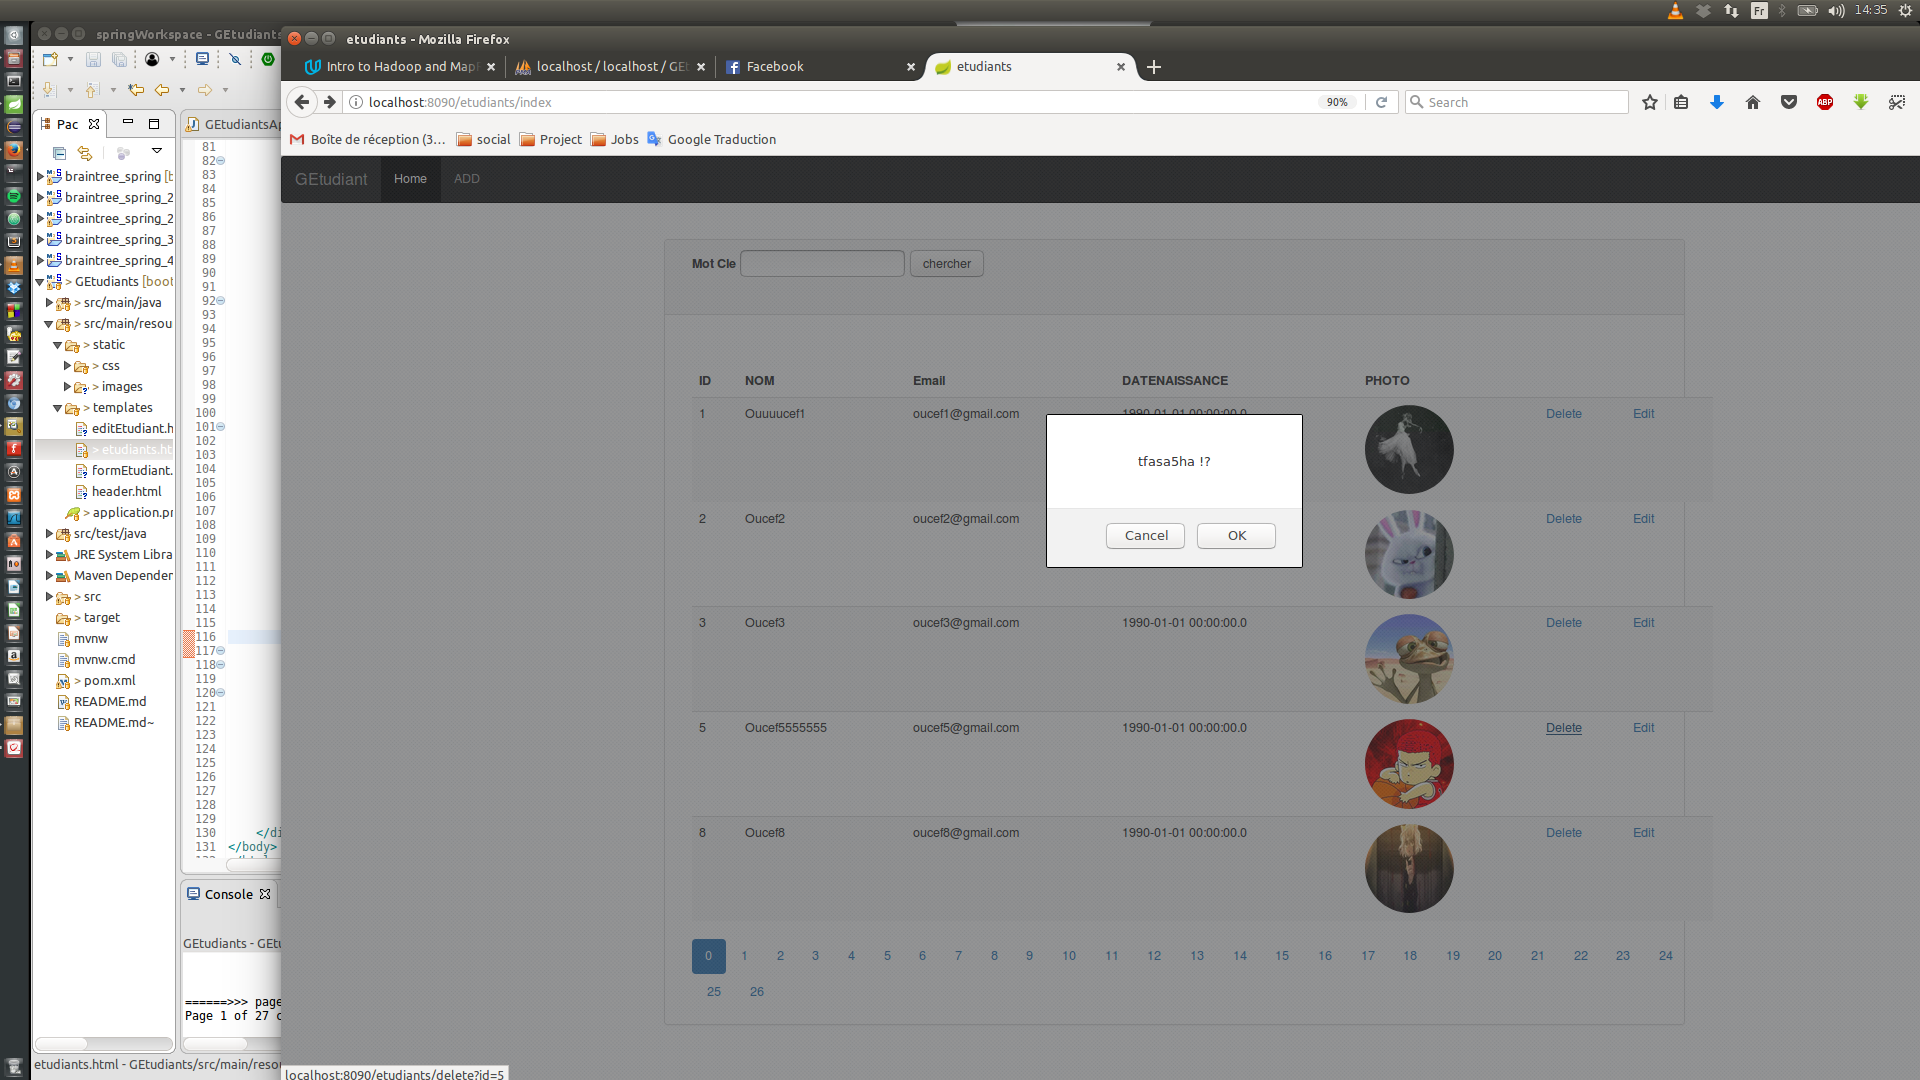 Fr 14:35
springWorkspace - GEtudiants
etudiants - Mozilla Firefox
Intro to Hadoop and Map
localhost / localhost / GEt
Facebook
etudiants
localhost:8090/etudiants/index
90%
Search
ABP
Boîte de réception (3...
social
Project
Jobs
Google Traduction
Pac
GEtudiantsAp
GEtudiant
Home
ADD
braintree_spring [b
braintree_spring_2
braintree_spring_2
braintree_spring_3
braintree_spring_4
> GEtudiants [boot
> src/main/java
> src/main/resou
> static
> css
> images
> templates
editEtudiant.h
> etudiants.ht
formEtudiant.
header.html
> application.pr
src/test/java
JRE System Libra
Maven Dependen
> src
> target
mvnw
mvnw.cmd
> pom.xml
README.md
README.md~
81
82
83
84
85
86
87
88
89
90
91
92
93
94
95
96
97
98
99
100
101
102
103
104
105
106
107
108
109
110
111
112
113
114
115
116
117
118
119
120
121
122
123
124
125
126
127
128
129
130 </di
131 </body>
Console
GEtudiants - GEtu
======>>> page
Page 1 of 27 c
etudiants.html - GEtudiants/src/main/resou
Mot Cle
chercher
ID NOM Email DATENAISSANCE PHOTO
1 Ouuuucef1 oucef1@gmail.com 1990-01-01 00:00:00.0 Delete Edit
tfasa5ha !?
Cancel OK
2 Oucef2 oucef2@gmail.com Delete Edit
3 Oucef3 oucef3@gmail.com 1990-01-01 00:00:00.0 Delete Edit
5 Oucef5555555 oucef5@gmail.com 1990-01-01 00:00:00.0 Delete Edit
8 Oucef8 oucef8@gmail.com 1990-01-01 00:00:00.0 Delete Edit
0 1 2 3 4 5 6 7 8 9 10 11 12 13 14 15 16 17 18 19 20 21 22 23 24
25 26
localhost:8090/etudiants/delete?id=5